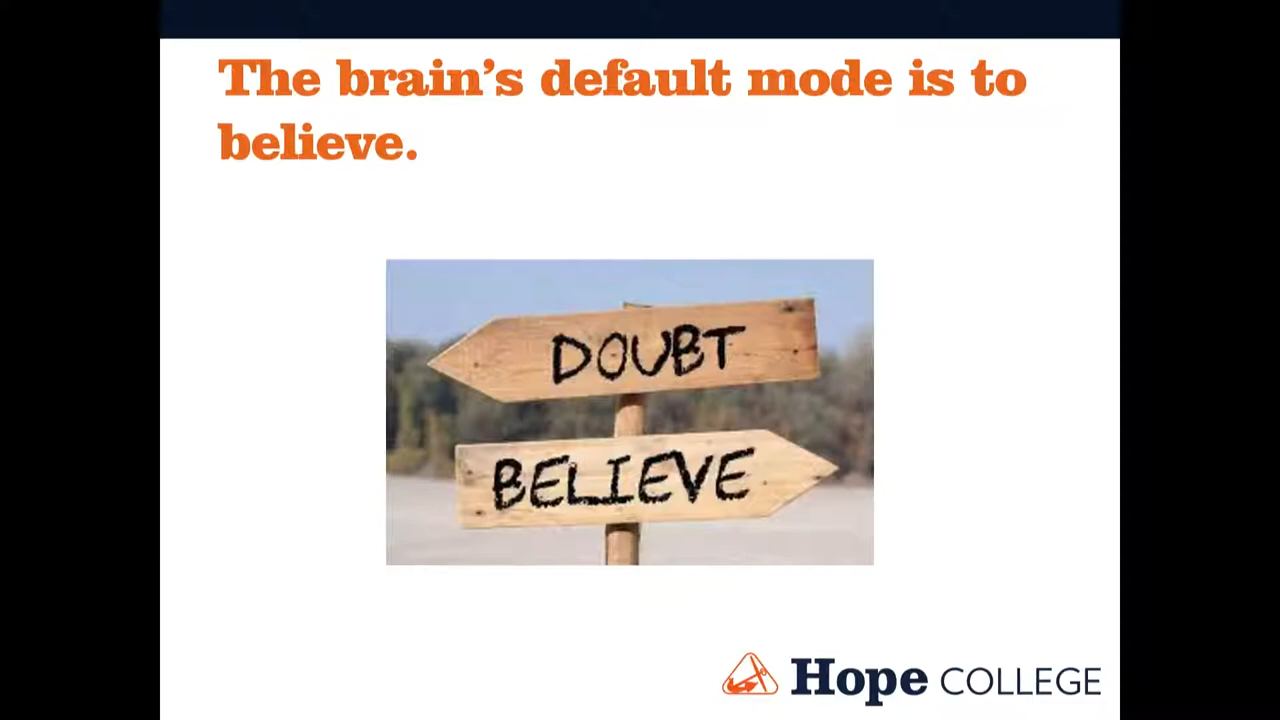 The brain's default mode is to
believe.
DOUBT
BELIEVE
Hope COLLEGE